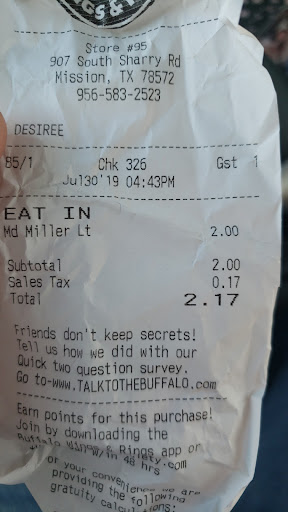 GS & 
Store #95
907 South Sharry Rd
Mission, TX 78572
956-583-2523
DESIREE
85/1 Chk 326 Gst 1
Jul30'19 04:43PM
EAT IN
Md Miller Lt 2.00
Subtotal 2.00
Sales Tax 0.17
Total 2.17
Friends don't keep secrets!
Tell us how we did with our
Quick two question survey.
Go to-www.TALKTOTHEBUFFALO.com
Earn points for this purchase!
Join by downloading the
Buffalo Wings & Rings app or
w/in 48 hrs .com
or your convenience we are
providing the following
gratuity calculations: